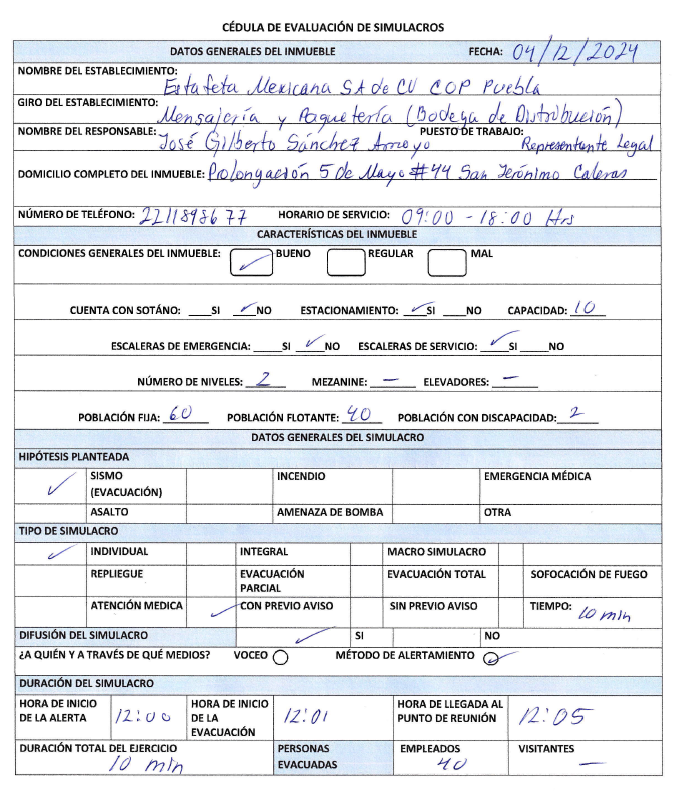 CÉDULA DE EVALUACIÓN DE SIMULACROS
DATOS GENERALES DEL INMUEBLE FECHA: 04/12/2024
NOMBRE DEL ESTABLECIMIENTO: Estafeta Mexicana SA de CV COP Puebla
GIRO DEL ESTABLECIMIENTO: Mensajería y Paquetería (Bodega de Distribución)
NOMBRE DEL RESPONSABLE: José Gilberto Sánchez Arroyo PUESTO DE TRABAJO: Representante Legal
DOMICILIO COMPLETO DEL INMUEBLE: Prolongación 5 de Mayo #44 San Jerónimo Caleras
NÚMERO DE TELÉFONO: 2211898677 HORARIO DE SERVICIO: 09:00 - 18:00 Hrs
CARACTERÍSTICAS DEL INMUEBLE
CONDICIONES GENERALES DEL INMUEBLE: ✓ BUENO REGULAR MAL
CUENTA CON SOTÁNO: ____SI ✓NO ESTACIONAMIENTO: ✓SI ____NO CAPACIDAD: 10
ESCALERAS DE EMERGENCIA: ____SI ✓NO ESCALERAS DE SERVICIO: ✓SI ____NO
NÚMERO DE NIVELES: 2 MEZANINE: — ELEVADORES: —
POBLACIÓN FIJA: 60 POBLACIÓN FLOTANTE: 40 POBLACIÓN CON DISCAPACIDAD: 2
DATOS GENERALES DEL SIMULACRO
HIPÓTESIS PLANTEADA
✓ SISMO INCENDIO EMERGENCIA MÉDICA
(EVACUACIÓN)
ASALTO AMENAZA DE BOMBA OTRA
TIPO DE SIMULACRO
✓ INDIVIDUAL INTEGRAL MACRO SIMULACRO
REPLIEGUE EVACUACIÓN EVACUACIÓN TOTAL SOFOCACIÓN DE FUEGO
PARCIAL
ATENCIÓN MEDICA ✓ CON PREVIO AVISO SIN PREVIO AVISO TIEMPO: 10 min
DIFUSIÓN DEL SIMULACRO ✓ SI NO
¿A QUIÉN Y A TRAVÉS DE QUÉ MEDIOS? VOCEO MÉTODO DE ALERTAMIENTO ✓
DURACIÓN DEL SIMULACRO
HORA DE INICIO HORA DE INICIO HORA DE LLEGADA AL
DE LA ALERTA 12:00 DE LA 12:01 PUNTO DE REUNIÓN 12:05
EVACUACIÓN
DURACIÓN TOTAL DEL EJERCICIO PERSONAS EMPLEADOS VISITANTES
10 min EVACUADAS 40 —